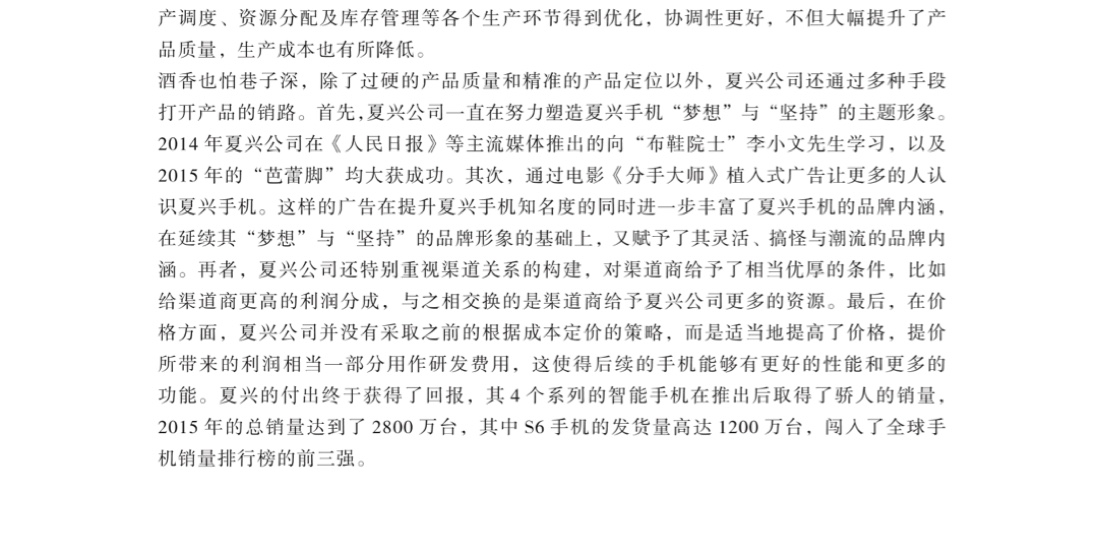 产调度、资源分配及库存管理等各个生产环节得到优化，协调性更好，不但大幅提升了产
品质量，生产成本也有所降低。
酒香也怕巷子深，除了过硬的产品质量和精准的产品定位以外，夏兴公司还通过多种手段
打开产品的销路。首先，夏兴公司一直在努力塑造夏兴手机“梦想”与“坚持”的主题形象。
2014 年夏兴公司在《人民日报》等主流媒体推出的向“布鞋院士”李小文先生学习，以及
2015 年的“芭蕾脚”均大获成功。其次，通过电影《分手大师》植入式广告让更多的人认
识夏兴手机。这样的广告在提升夏兴手机知名度的同时进一步丰富了夏兴手机的品牌内涵，
在延续其“梦想”与“坚持”的品牌形象的基础上，又赋予了其灵活、搞怪与潮流的品牌内
涵。再者，夏兴公司还特别重视渠道关系的构建，对渠道商给予了相当优厚的条件，比如
给渠道商更高的利润分成，与之相交换的是渠道商给予夏兴公司更多的资源。最后，在价
格方面，夏兴公司并没有采取之前的根据成本定价的策略，而是适当地提高了价格，提价
所带来的利润相当一部分用作研发费用，这使得后续的手机能够有更好的性能和更多的
功能。夏兴的付出终于获得了回报，其 4 个系列的智能手机在推出后取得了骄人的销量，
2015 年的总销量达到了 2800 万台，其中 S6 手机的发货量高达 1200 万台，闯入了全球手
机销量排行榜的前三强。